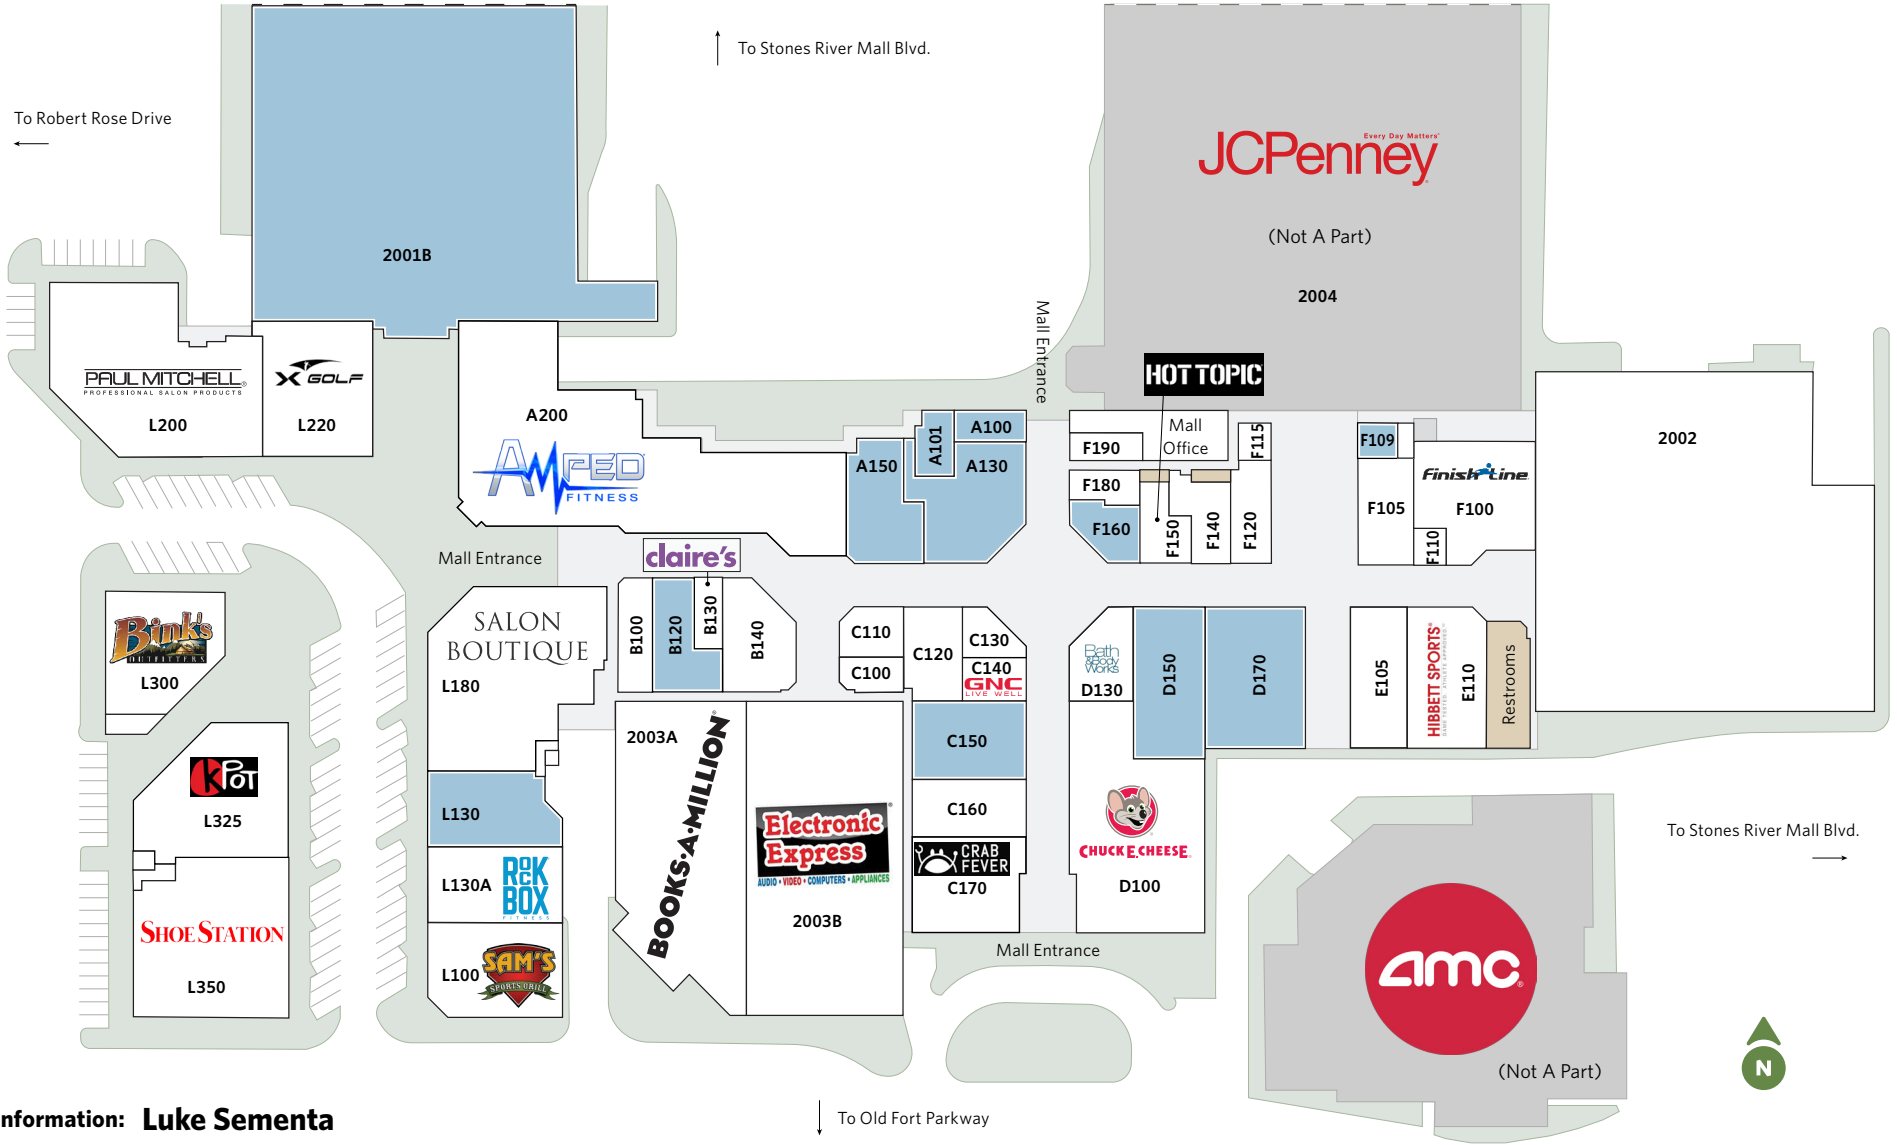 To Stones River Mall Blvd.
To Robert Rose Drive
Every Day Matters
JCPenney
(Not A Part)
2004
2001B
Mall Entrance
HOT TOPIC
PAUL MITCHELL
PROFESSIONAL SALON PRODUCTS
L200
X GOLF
L220
A200
AMPED
FITNESS
A150
A101
A100
A130
Mall
Office
F190
F180
F160
F150
F140
F120
F115
F109
F105
Finish Line
F100
F110
2002
Mall Entrance
claire's
SALON
BOUTIQUE
L180
B100
B120
B130
B140
C110
C100
C120
C130
C140
GNC
LIVE WELL
Bath
& Body
Works
D130
D150
D170
E105
HIBBETT SPORTS
GAME TESTED. ATHLETE APPROVED.
E110
Restrooms
Bink's
OUTFITTERS
L300
KPOT
L325
SHOE STATION
L350
L130
L130A
ROCK
BOX
FITNESS
L100
SAM'S
SPORTS GRILL
2003A
BOOKS·A·MILLION
Electronic
Express
AUDIO • VIDEO • COMPUTERS • APPLIANCES
2003B
C150
C160
CRAB
FEVER
C170
CHUCK E. CHEESE
D100
Mall Entrance
To Stones River Mall Blvd.
amc
(Not A Part)
N
nformation: Luke Sementa
To Old Fort Parkway